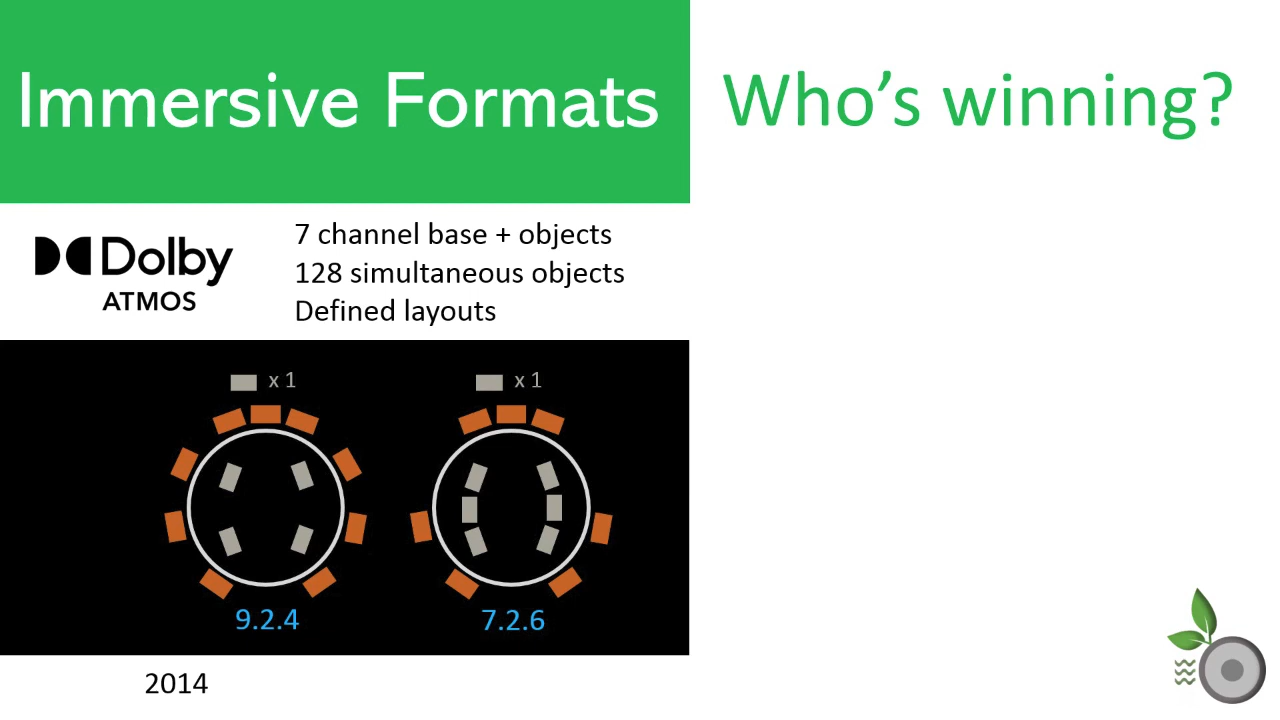 Immersive Formats
Who's winning?
Dolby
ATMOS
7 channel base + objects
128 simultaneous objects
Defined layouts
x 1
x 1
9.2.4
7.2.6
2014